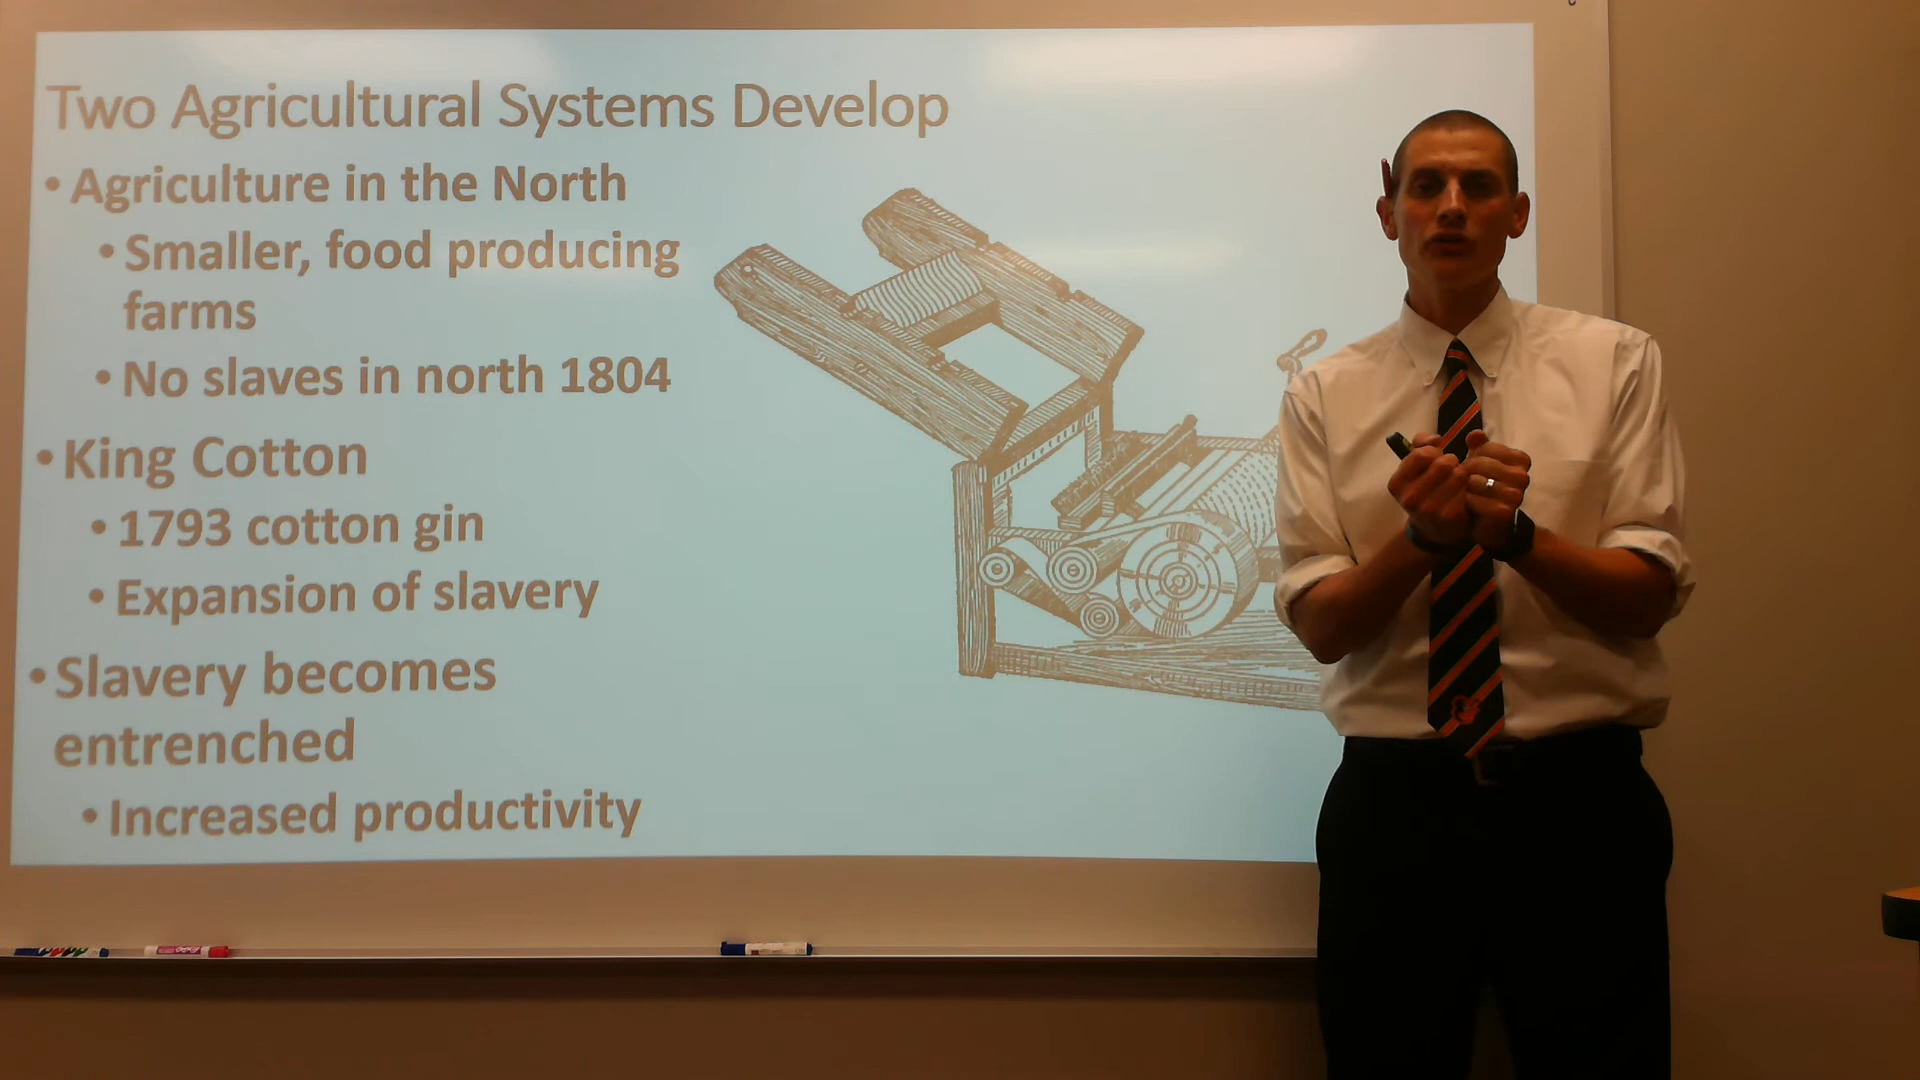 Two Agricultural Systems Develop
• Agriculture in the North
• Smaller, food producing
farms
• No slaves in north 1804
• King Cotton
• 1793 cotton gin
• Expansion of slavery
• Slavery becomes
entrenched
• Increased productivity